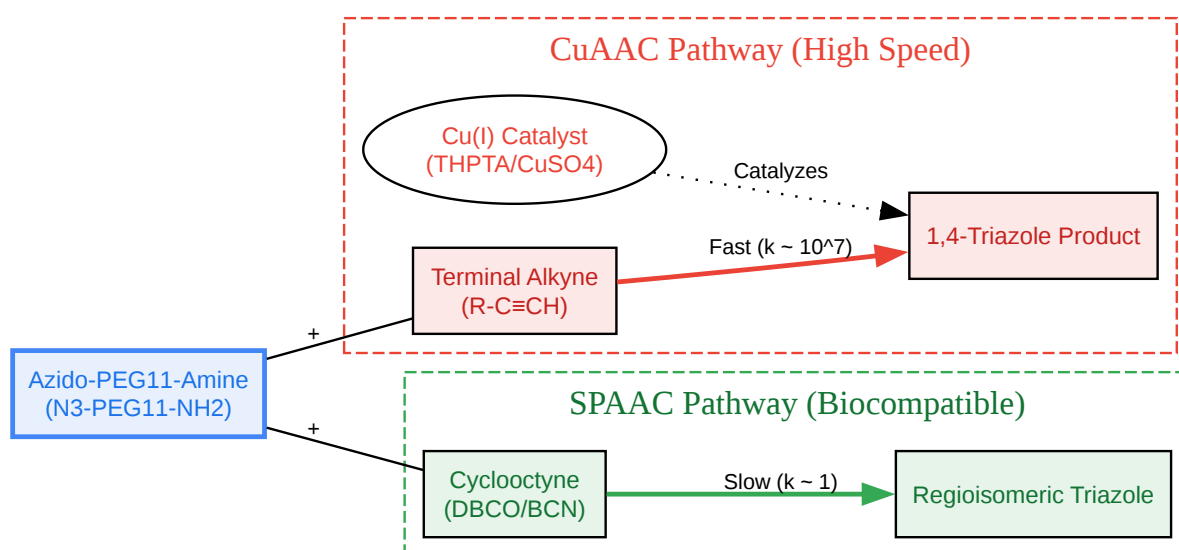 CuAAC Pathway (High Speed)
Cu(I) Catalyst
(THPTA/CuSO4)
Catalyzes
1,4-Triazole Product
Fast (k ~ 10^7)
Terminal Alkyne
(R-C≡CH)
+
Azido-PEG11-Amine
(N3-PEG11-NH2)
+
SPAAC Pathway (Biocompatible)
Cyclooctyne
(DBCO/BCN)
Slow (k ~ 1)
Regioisomeric Triazole